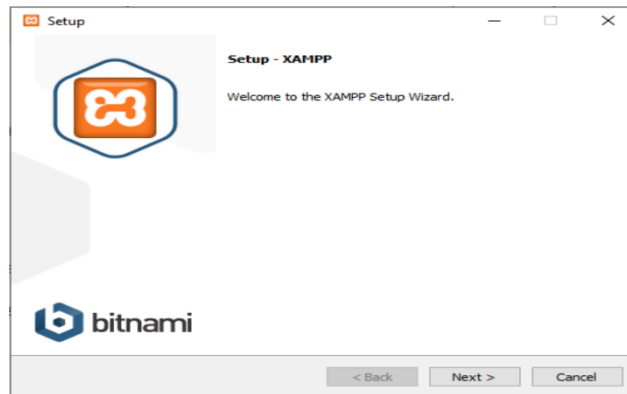 Setup
Setup - XAMPP
Welcome to the XAMPP Setup Wizard.
bitnami
< Back
Next >
Cancel